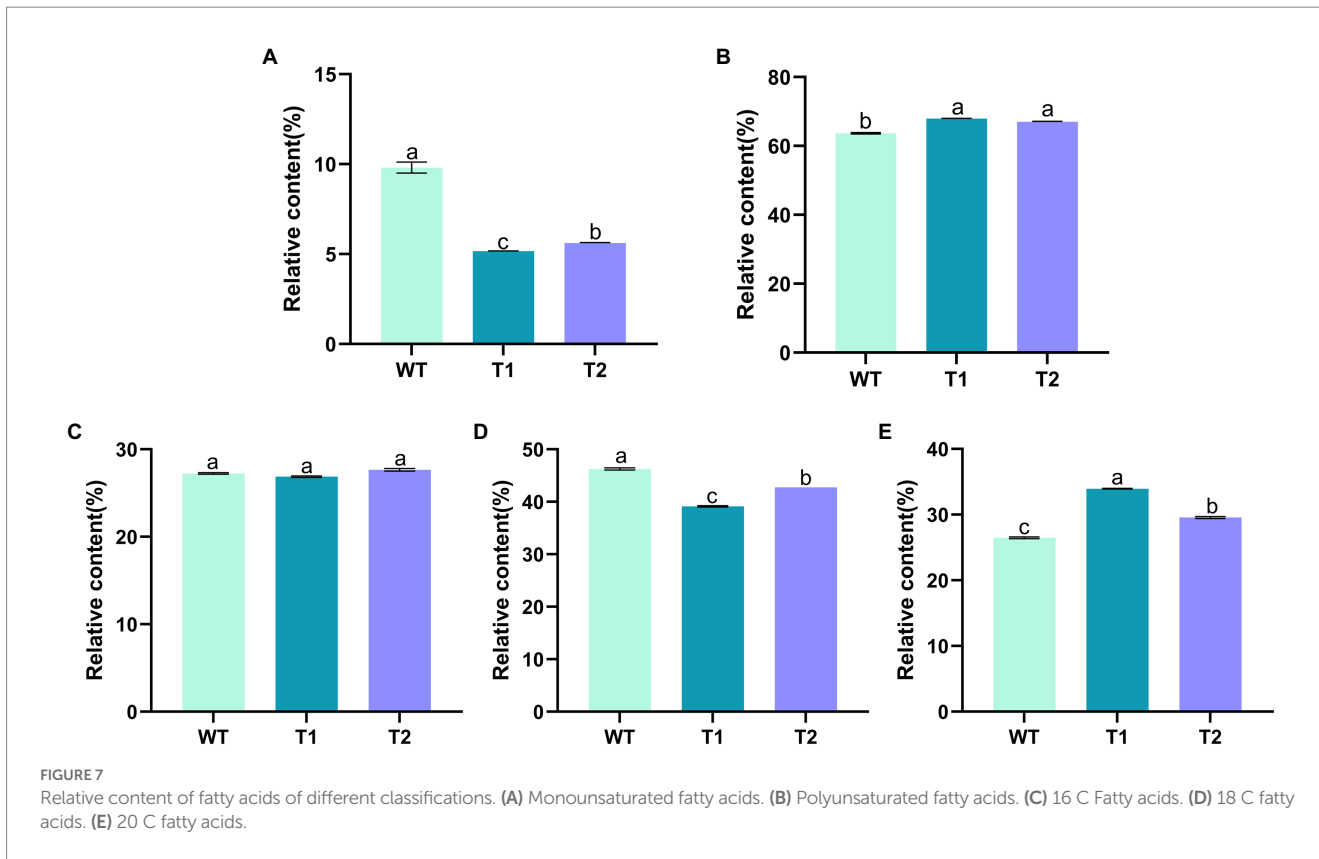 A
Relative content(%)
15
10
5
0
a
c
b
WT T1 T2
B
Relative content(%)
80
60
40
20
0
b
a
a
WT T1 T2
C
Relative content(%)
30
20
10
0
a
a
a
WT T1 T2
D
Relative content(%)
50
40
30
20
10
0
a
c
b
WT T1 T2
E
Relative content(%)
40
30
20
10
0
c
a
b
WT T1 T2
FIGURE 7
Relative content of fatty acids of different classifications. (A) Monounsaturated fatty acids. (B) Polyunsaturated fatty acids. (C) 16 C Fatty acids. (D) 18 C fatty
acids. (E) 20 C fatty acids.